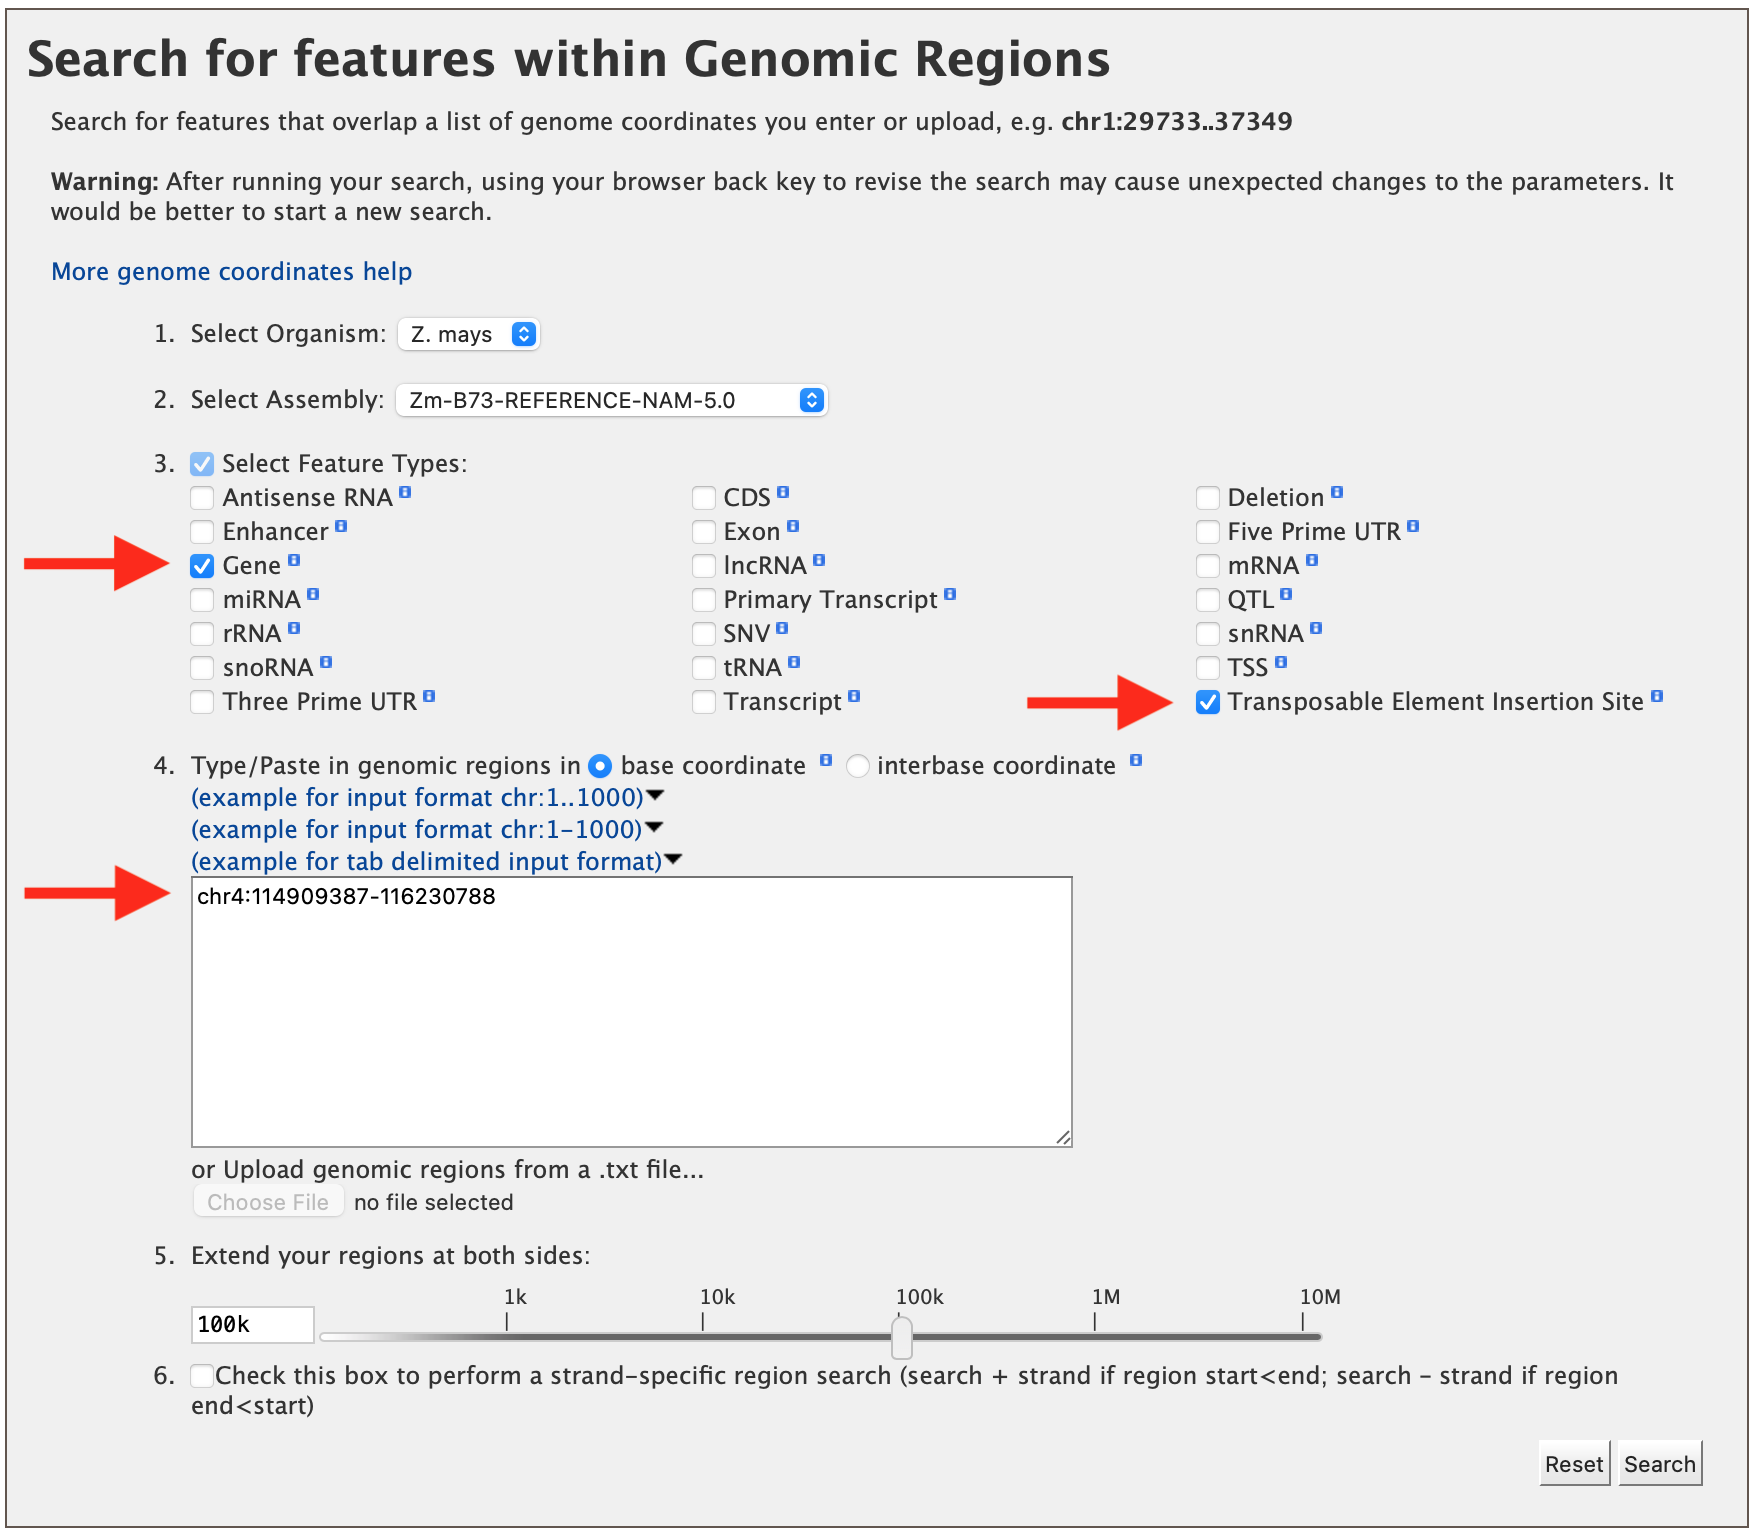 Search for features within Genomic Regions
Search for features that overlap a list of genome coordinates you enter or upload, e.g. chr1:29733..37349
Warning: After running your search, using your browser back key to revise the search may cause unexpected changes to the parameters. It
would be better to start a new search.
More genome coordinates help
1. Select Organism: Z. mays
2. Select Assembly: Zm-B73-REFERENCE-NAM-5.0
3. Select Feature Types:
Antisense RNA i CDS i Deletion i
Enhancer i Exon i Five Prime UTR i
Gene i lncRNA i mRNA i
miRNA i Primary Transcript i QTL i
rRNA i SNV i snRNA i
snoRNA i tRNA i TSS i
Three Prime UTR i Transcript i Transposable Element Insertion Site i
4. Type/Paste in genomic regions in base coordinate i interbase coordinate i
(example for input format chr:1..1000)
(example for input format chr:1-1000)
(example for tab delimited input format)
chr4:114909387-116230788
or Upload genomic regions from a .txt file...
Choose File no file selected
5. Extend your regions at both sides:
1k 10k 100k 1M 10M
100k
6. Check this box to perform a strand-specific region search (search + strand if region start<end; search - strand if region
end<start)
Reset Search